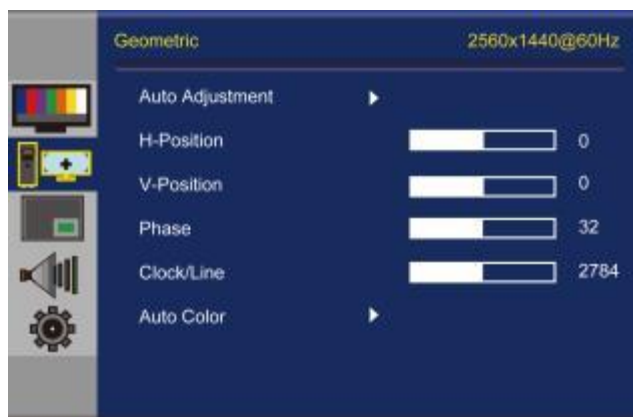 Geometric 2560x1440@60Hz
Auto Adjustment
H-Position 0
V-Position 0
Phase 32
Clock/Line 2784
Auto Color